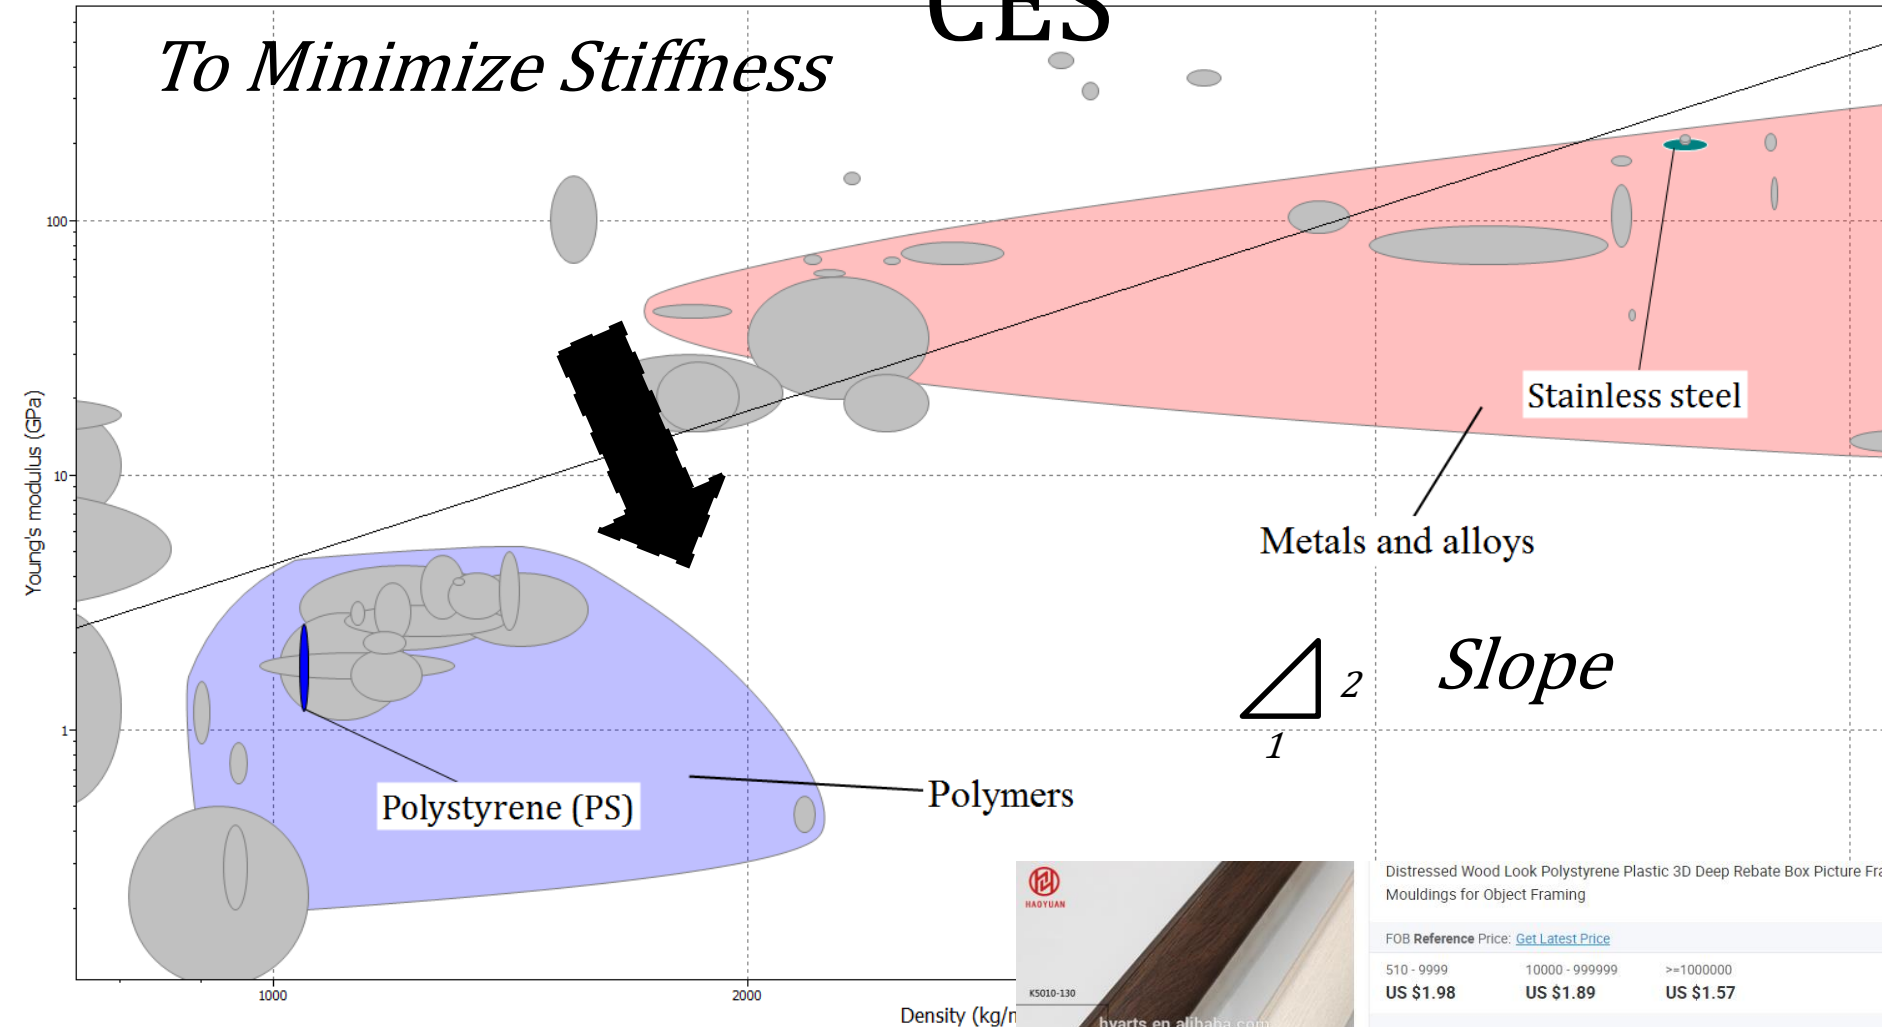 CES
To Minimize Stiffness
100
10
1
Young's modulus (GPa)
Stainless steel
Metals and alloys
2
1
Slope
Polystyrene (PS)
Polymers
1000
2000
Density (kg/m
HAOYUAN
K5010-130
hyarts.en.alibaba.com
Distressed Wood Look Polystyrene Plastic 3D Deep Rebate Box Picture Fra
Mouldings for Object Framing
FOB Reference Price: Get Latest Price
510 - 9999 10000 - 999999 >=1000000
US $1.98 US $1.89 US $1.57